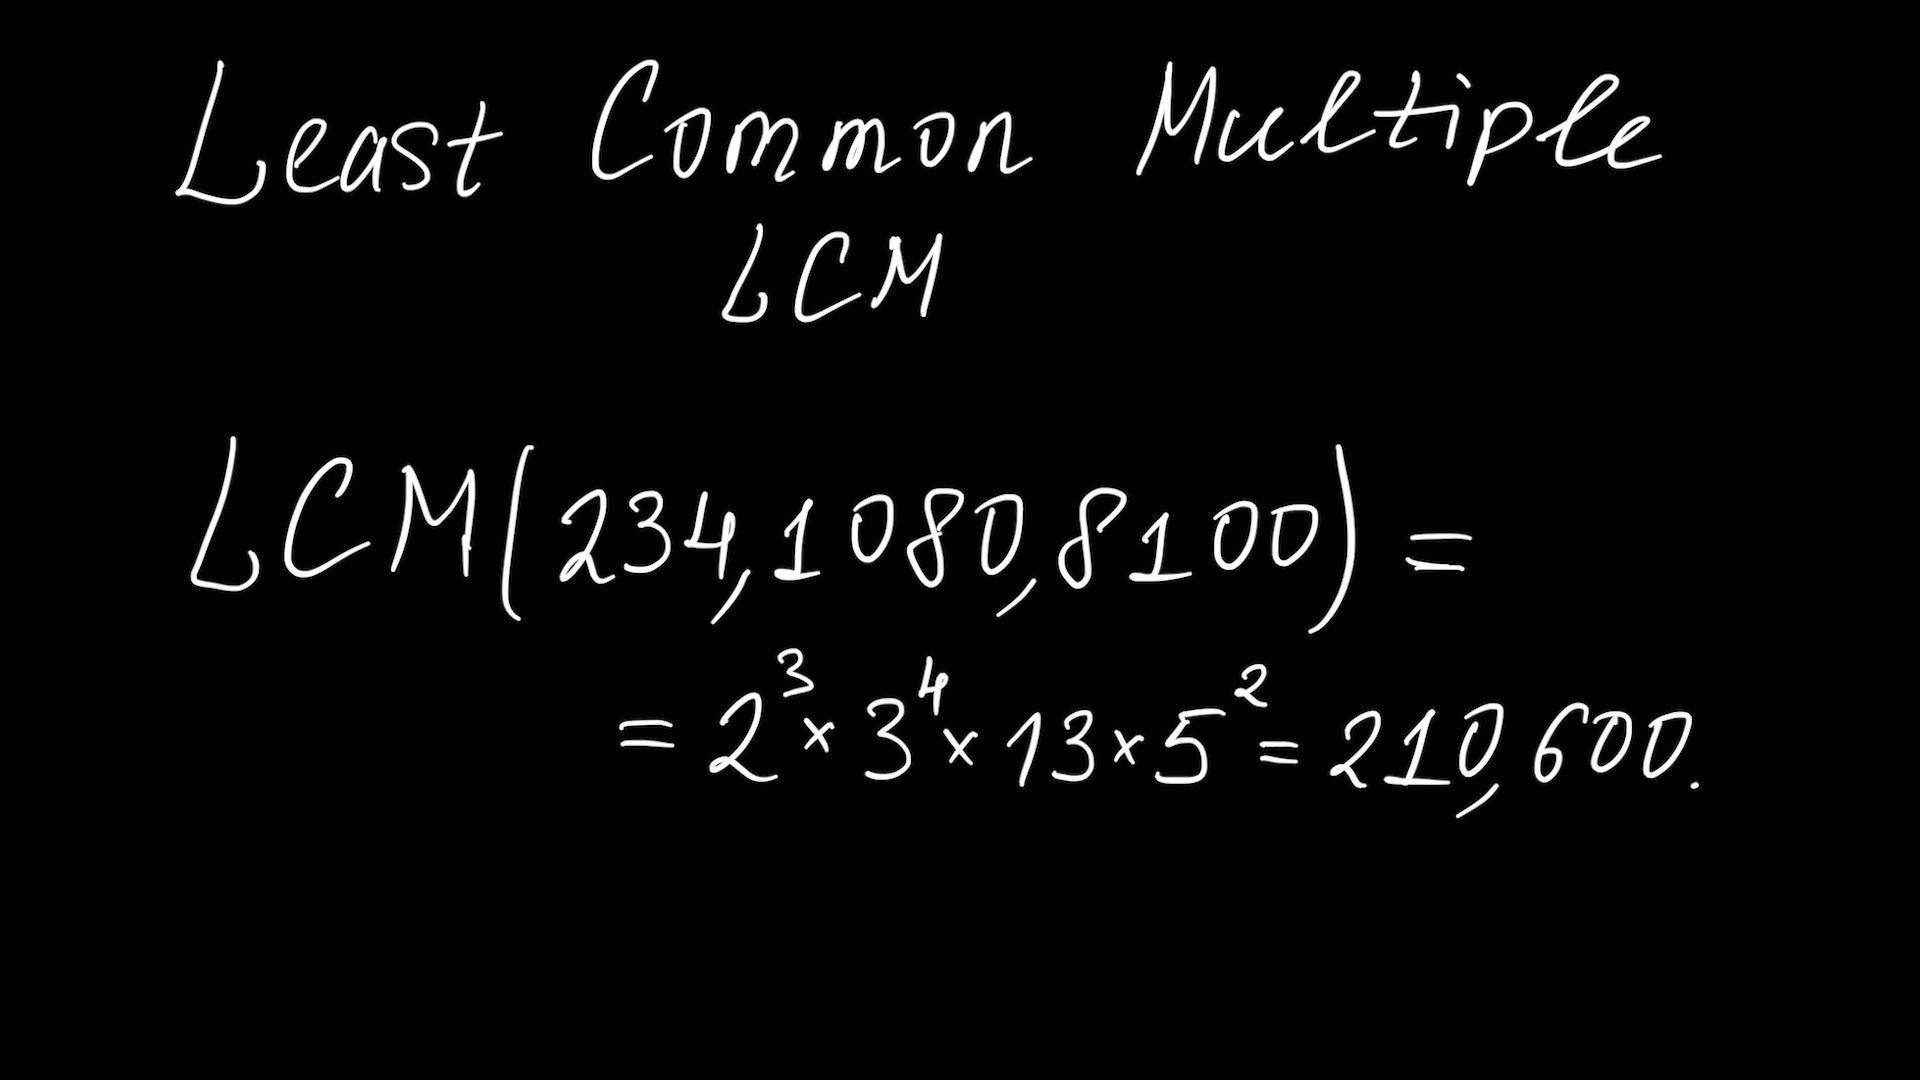 Least Common Multiple
LCM
LCM(234,1080,8100) =
= 2³ × 3⁴ × 13 × 5² = 210,600.